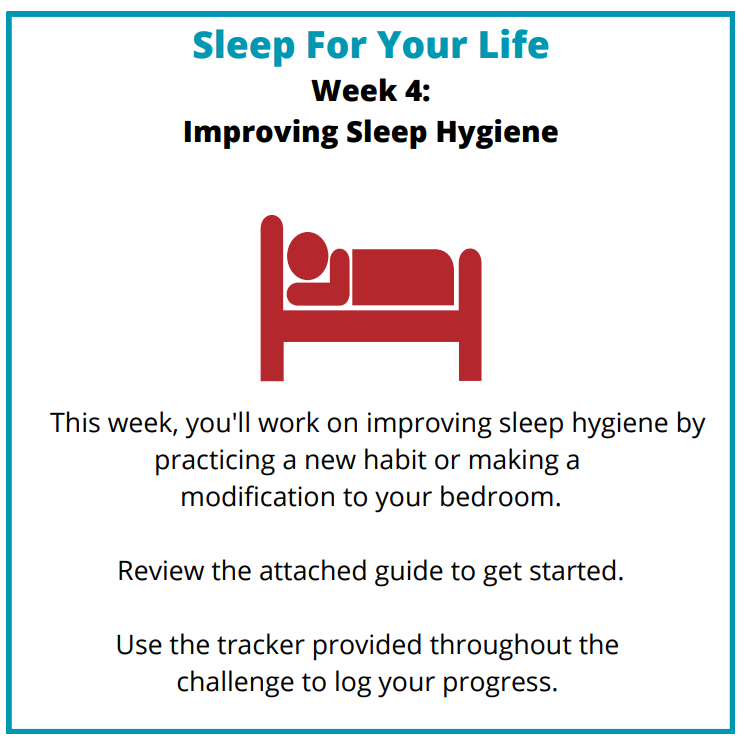 Sleep For Your Life
Week 4:
Improving Sleep Hygiene
This week, you'll work on improving sleep hygiene by
practicing a new habit or making a
modification to your bedroom.
Review the attached guide to get started.
Use the tracker provided throughout the
challenge to log your progress.